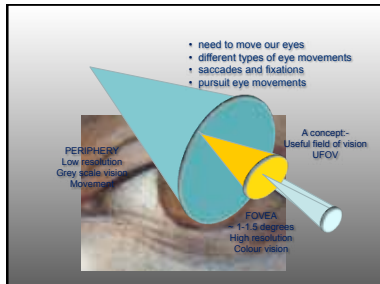 • need to move our eyes
• different types of eye movements
• saccades and fixations
• pursuit eye movements
A concept:-
Useful field of vision
UFOV
PERIPHERY
Low resolution
Grey scale vision
Movement
FOVEA
~ 1-1.5 degrees
High resolution
Colour vision